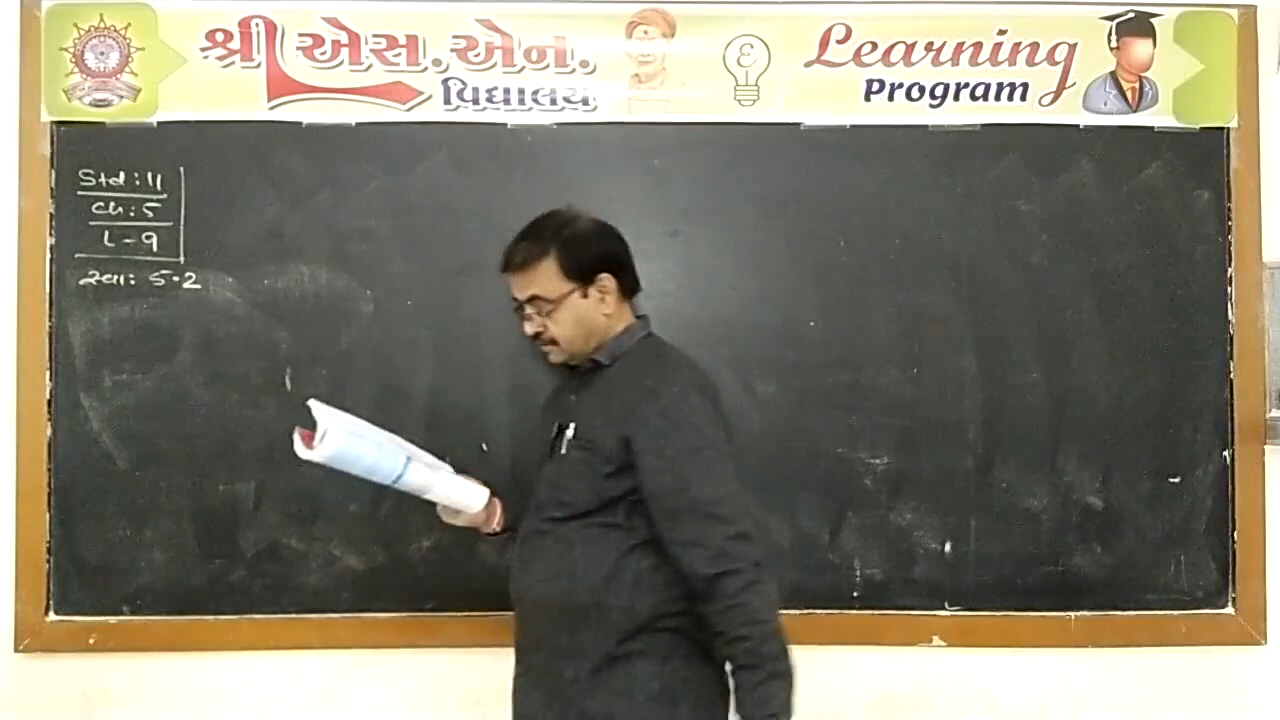 શ્રી એસ.એન.
વિદ્યાલય
Learning
Program
Std : 11
Ch : 5
L - 9
સ્વા: 5.2